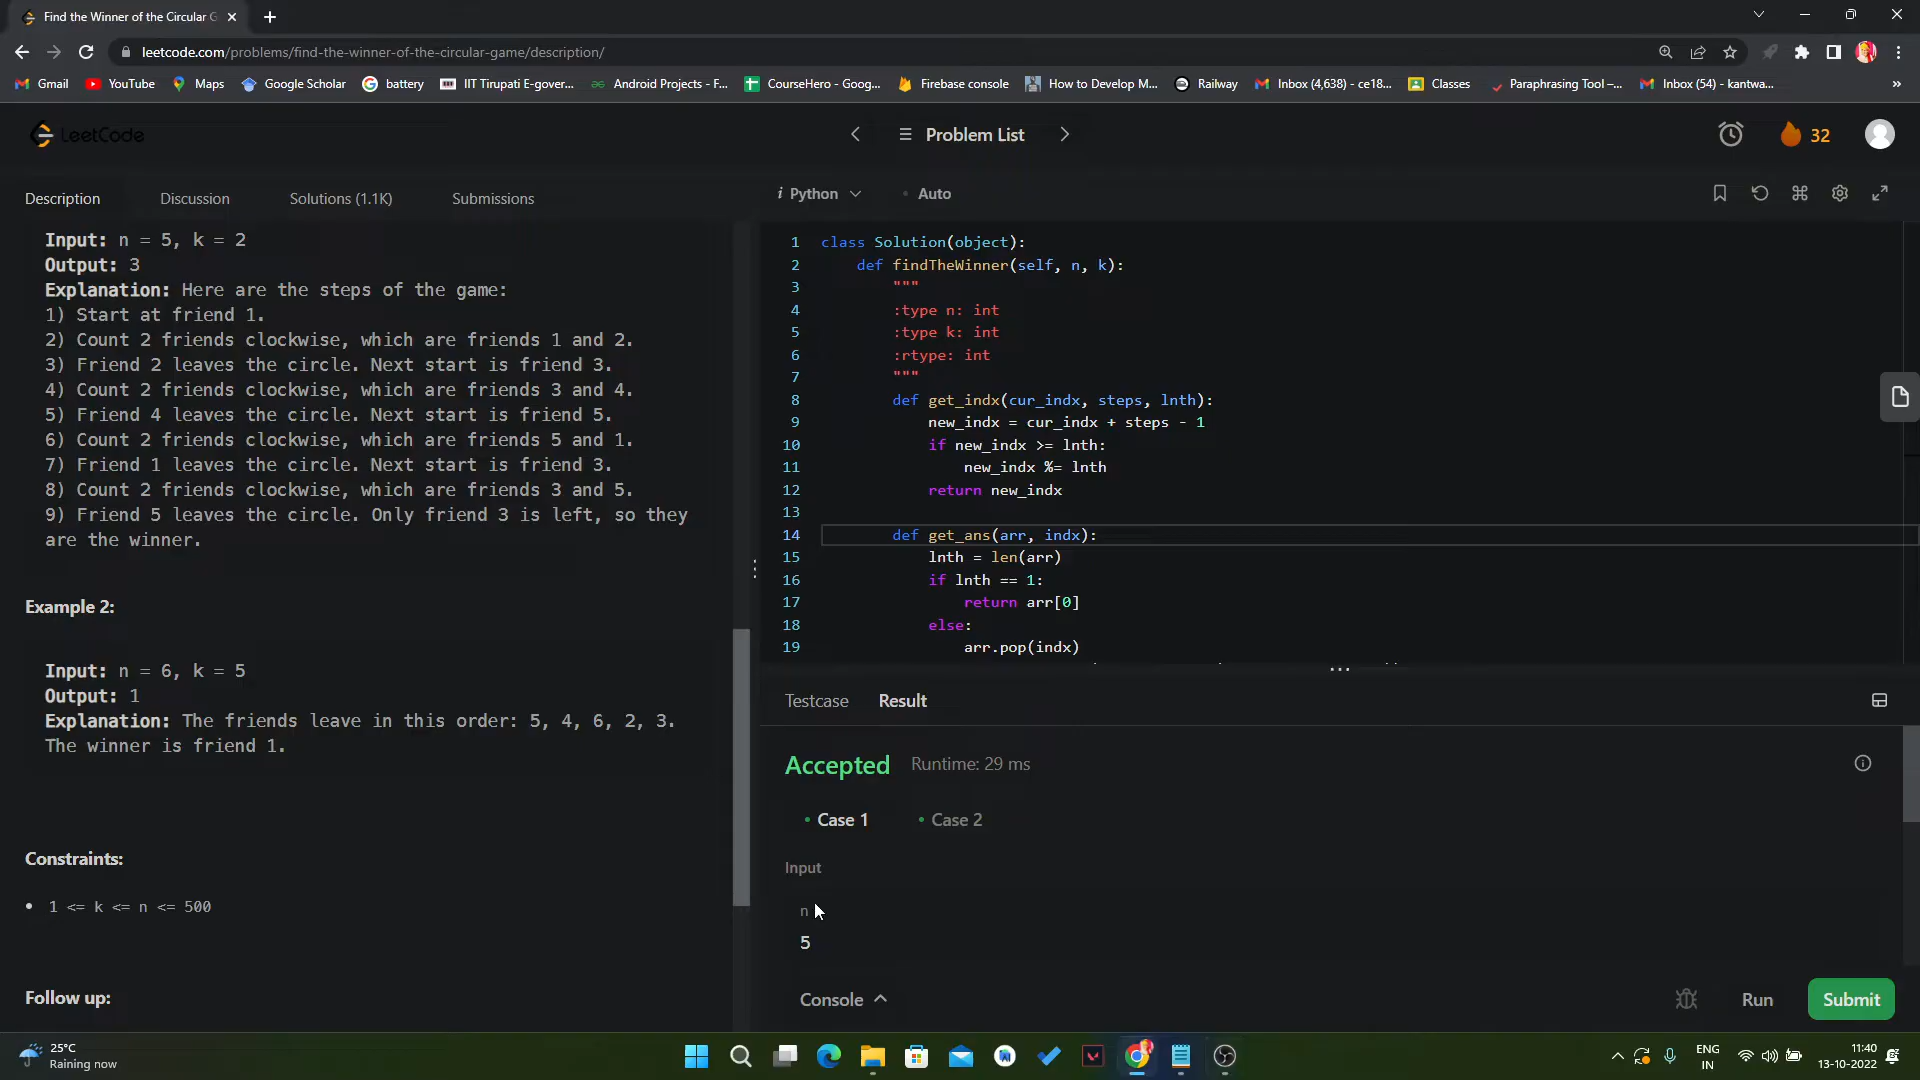 Find the Winner of the Circular G
leetcode.com/problems/find-the-winner-of-the-circular-game/description/
Gmail YouTube Maps Google Scholar battery IIT Tirupati E-gover... Android Projects - F... CourseHero - Goog... Firebase console How to Develop M... Railway Inbox (4,638) - ce18... Classes Paraphrasing Tool –... Inbox (54) - kantwa... »
LeetCode
Problem List
32
Description Discussion Solutions (1.1K) Submissions
i Python • Auto
Input: n = 5, k = 2
Output: 3
Explanation: Here are the steps of the game:
1) Start at friend 1.
2) Count 2 friends clockwise, which are friends 1 and 2.
3) Friend 2 leaves the circle. Next start is friend 3.
4) Count 2 friends clockwise, which are friends 3 and 4.
5) Friend 4 leaves the circle. Next start is friend 5.
6) Count 2 friends clockwise, which are friends 5 and 1.
7) Friend 1 leaves the circle. Next start is friend 3.
8) Count 2 friends clockwise, which are friends 3 and 5.
9) Friend 5 leaves the circle. Only friend 3 is left, so they
are the winner.
Example 2:
Input: n = 6, k = 5
Output: 1
Explanation: The friends leave in this order: 5, 4, 6, 2, 3.
The winner is friend 1.
Constraints:
• 1 <= k <= n <= 500
Follow up:
1 class Solution(object):
2 def findTheWinner(self, n, k):
3 """
4 :type n: int
5 :type k: int
6 :rtype: int
7 """
8 def get_indx(cur_indx, steps, lnth):
9 new_indx = cur_indx + steps - 1
10 if new_indx >= lnth:
11 new_indx %= lnth
12 return new_indx
13
14 def get_ans(arr, indx):
15 lnth = len(arr)
16 if lnth == 1:
17 return arr[0]
18 else:
19 arr.pop(indx)
Testcase Result
Accepted Runtime: 29 ms
• Case 1 • Case 2
Input
n
5
Console
Run
Submit
25°C
Raining now
ENG
IN
11:40
13-10-2022